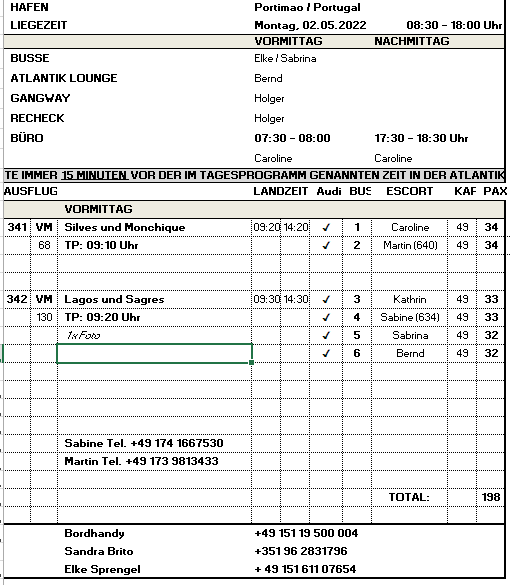 HAFEN Portimao / Portugal
LIEGEZEIT Montag, 02.05.2022 08:30 - 18:00 Uhr
VORMITTAG NACHMITTAG
BUSSE Elke / Sabrina
ATLANTIK LOUNGE Bernd
GANGWAY Holger
RECHECK Holger
BÜRO 07:30 - 08:00 17:30 - 18:30 Uhr
Caroline Caroline
TE IMMER 15 MINUTEN VOR DER IM TAGESPROGRAMM GENANNTEN ZEIT IN DER ATLANTIK
AUSFLUG LANDZEIT Audi BUS ESCORT KAP PAX
VORMITTAG
341 VM Silves und Monchique 09:20 14:20 ✓ 1 Caroline 49 34
68 TP: 09:10 Uhr ✓ 2 Martin (640) 49 34
342 VM Lagos und Sagres 09:30 14:30 ✓ 3 Kathrin 49 33
130 TP: 09:20 Uhr ✓ 4 Sabine (634) 49 33
1x Foto ✓ 5 Sabrina 49 32
✓ 6 Bernd 49 32
Sabine Tel. +49 174 1667530
Martin Tel. +49 173 9813433
TOTAL: 198
Bordhandy +49 151 19 500 004
Sandra Brito +351 96 2831796
Elke Sprengel + 49 151 611 07654